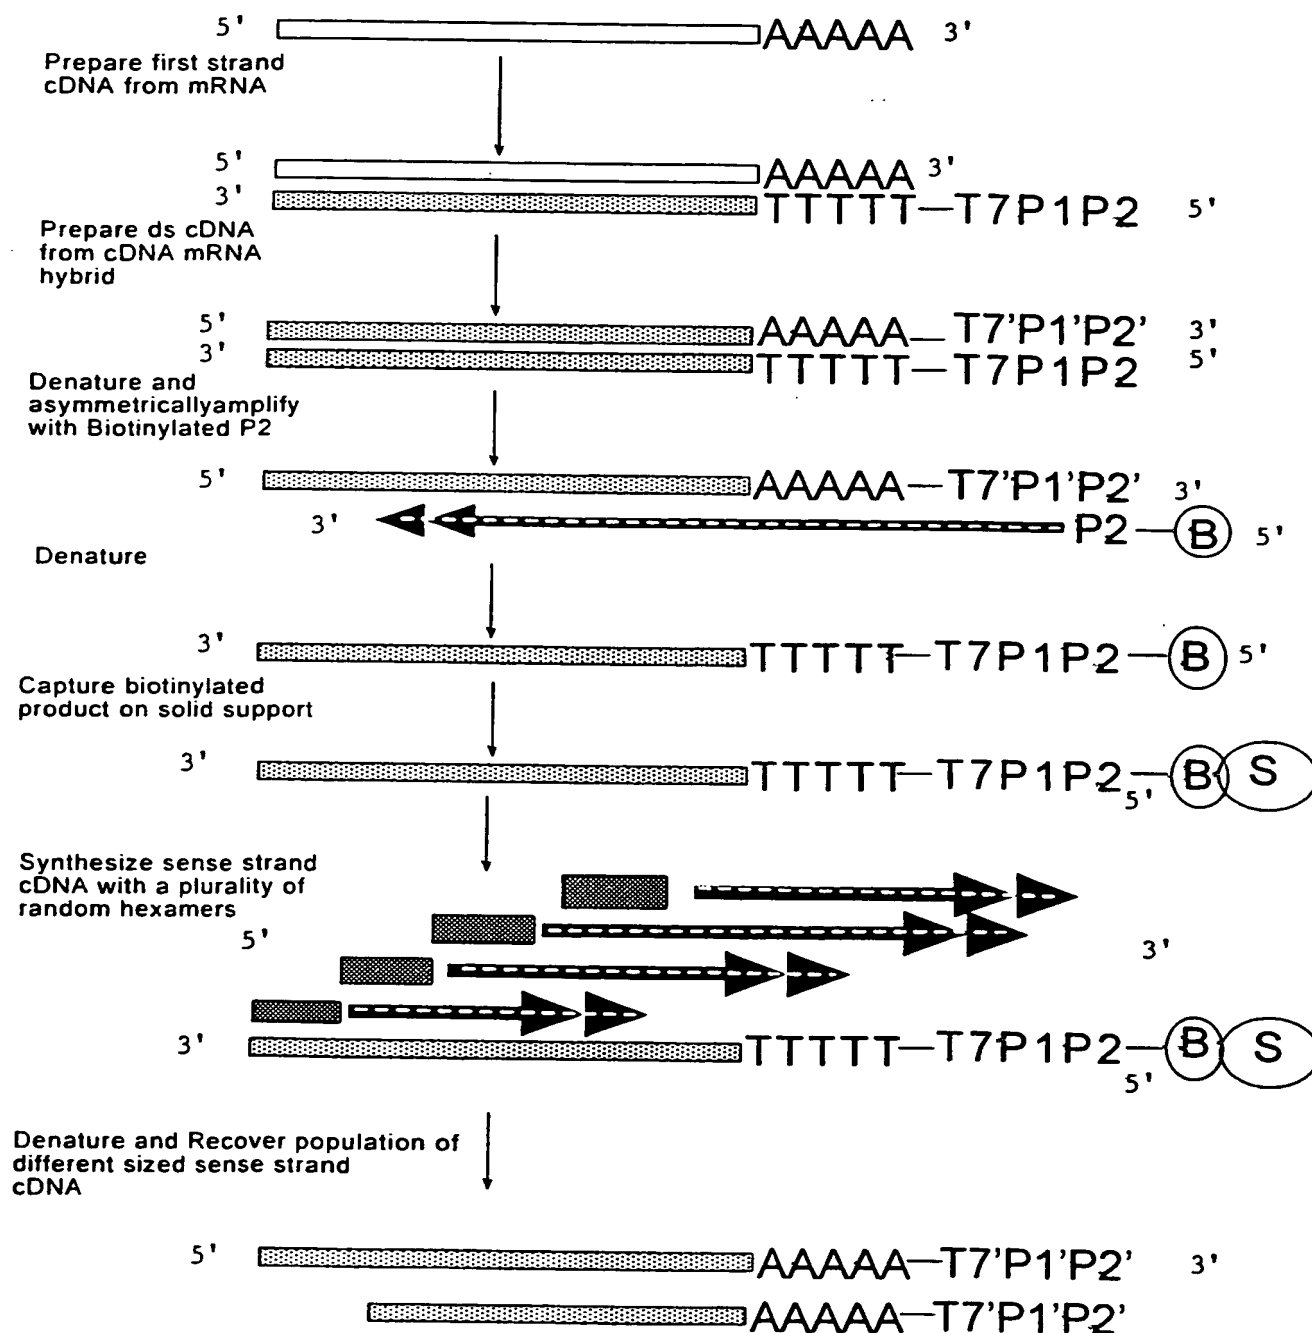 5' AAAAA 3'
Prepare first strand
cDNA from mRNA
5' AAAAA 3'
3' TTTTT—T7P1P2 5'
Prepare ds cDNA
from cDNA mRNA
hybrid
5' AAAAA—T7'P1'P2' 3'
3' TTTTT—T7P1P2 5'
Denature and
asymmetricallyamplify
with Biotinylated P2
5' AAAAA—T7'P1'P2' 3'
3' P2—B 5'
Denature
3' TTTTT—T7P1P2—B 5'
Capture biotinylated
product on solid support
3' TTTTT—T7P1P2—B S
5'
Synthesize sense strand
cDNA with a plurality of
random hexamers
5' 3'
3' TTTTT—T7P1P2—B S
5'
Denature and Recover population of
different sized sense strand
cDNA
5' AAAAA—T7'P1'P2' 3'
AAAAA—T7'P1'P2'